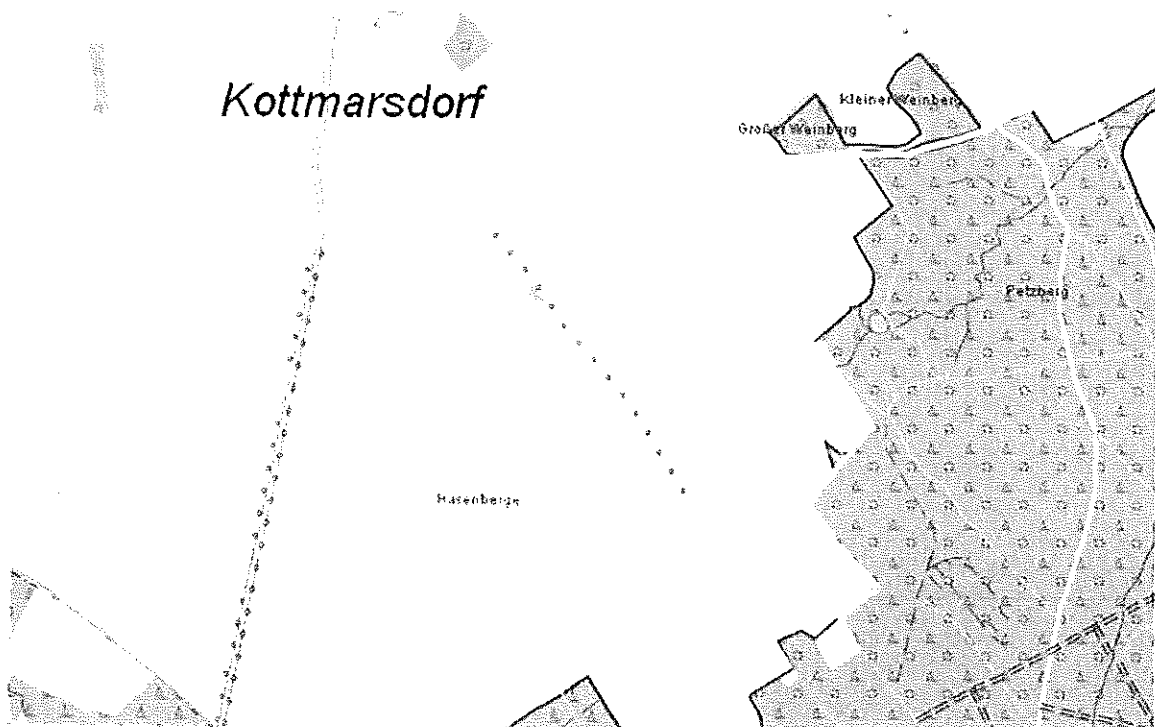 Kottmarsdorf
Kleiner Weinberg
Großer Weinberg
Petzberg
Hasenberge